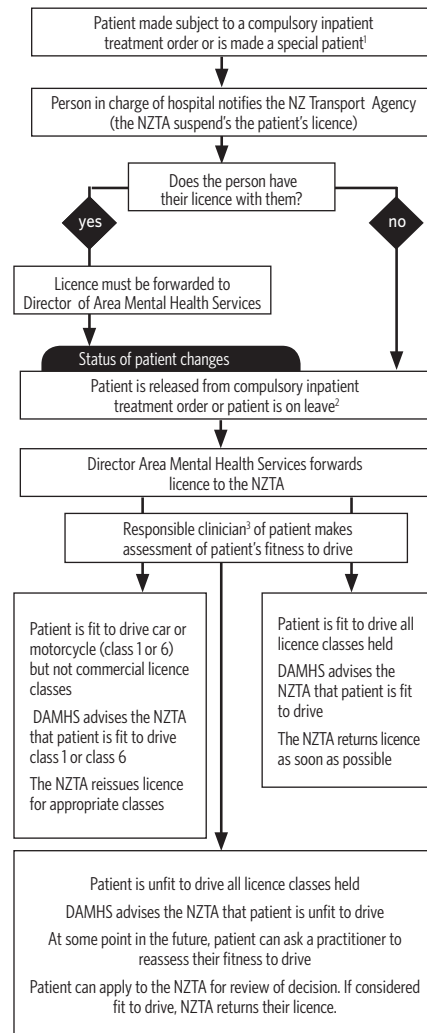 Patient made subject to a compulsory inpatient
treatment order or is made a special patient1
Person in charge of hospital notifies the NZ Transport Agency
(the NZTA suspend's the patient's licence)
Does the person have
their licence with them?
yes
no
Licence must be forwarded to
Director of Area Mental Health Services
Status of patient changes
Patient is released from compulsory inpatient
treatment order or patient is on leave2
Director Area Mental Health Services forwards
licence to the NZTA
Responsible clinician3 of patient makes
assessment of patient's fitness to drive
Patient is fit to drive car or
motorcycle (class 1 or 6)
but not commercial licence
classes
DAMHS advises the NZTA
that patient is fit to drive
class 1 or class 6
The NZTA reissues licence
for appropriate classes
Patient is fit to drive all
licence classes held
DAMHS advises the
NZTA that patient is fit
to drive
The NZTA returns licence
as soon as possible
Patient is unfit to drive all licence classes held
DAMHS advises the NZTA that patient is unfit to drive
At some point in the future, patient can ask a practitioner to
reassess their fitness to drive
Patient can apply to the NZTA for review of decision. If considered
fit to drive, NZTA returns their licence.